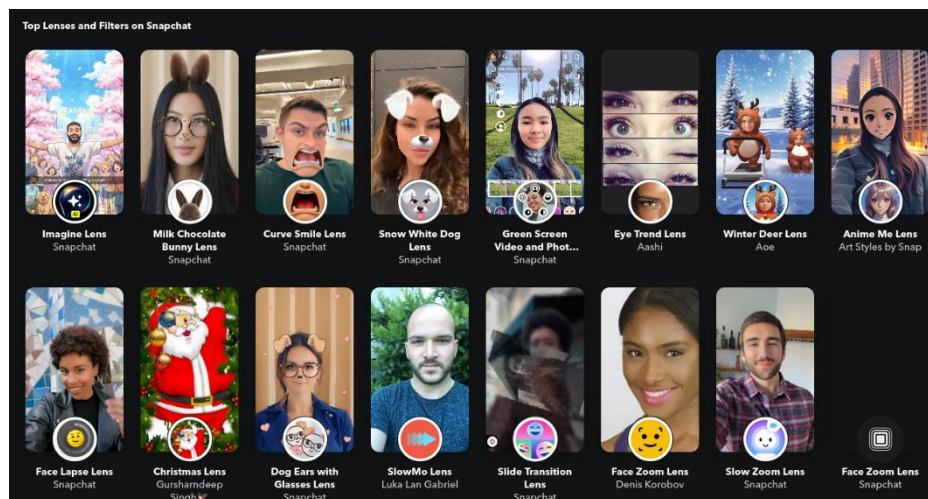 Top Lenses and Filters on Snapchat
AI
Imagine Lens
Snapchat
Milk Chocolate
Bunny Lens
Snapchat
Curve Smile Lens
Snapchat
Snow White Dog
Lens
Snapchat
Green Screen
Video and Phot...
Snapchat
Eye Trend Lens
Aashi
Winter Deer Lens
Aoe
Anime Me Lens
Art Styles by Snap
Face Lapse Lens
Snapchat
Christmas Lens
Gursharndeep
Singh
Dog Ears with
Glasses Lens
Snapchat
SlowMo Lens
Luka Lan Gabriel
Slide Transition
Lens
Snapchat
Face Zoom Lens
Denis Korobov
Slow Zoom Lens
Snapchat
Face Zoom Lens
Snapchat